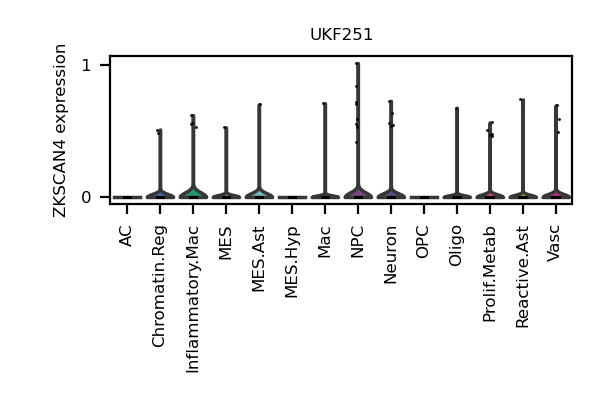 UKF251
ZKSCAN4 expression
1
0
AC
Chromatin.Reg
Inflammatory.Mac
MES
MES.Ast
MES.Hyp
Mac
NPC
Neuron
OPC
Oligo
Prolif.Metab
Reactive.Ast
Vasc